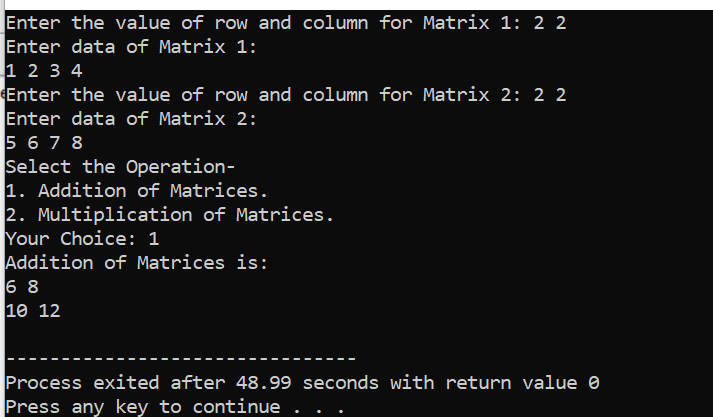 Enter the value of row and column for Matrix 1: 2 2
Enter data of Matrix 1:
1 2 3 4
Enter the value of row and column for Matrix 2: 2 2
Enter data of Matrix 2:
5 6 7 8
Select the Operation-
1. Addition of Matrices.
2. Multiplication of Matrices.
Your Choice: 1
Addition of Matrices is:
6 8
10 12
--------------------------------
Process exited after 48.99 seconds with return value 0
Press any key to continue . . .